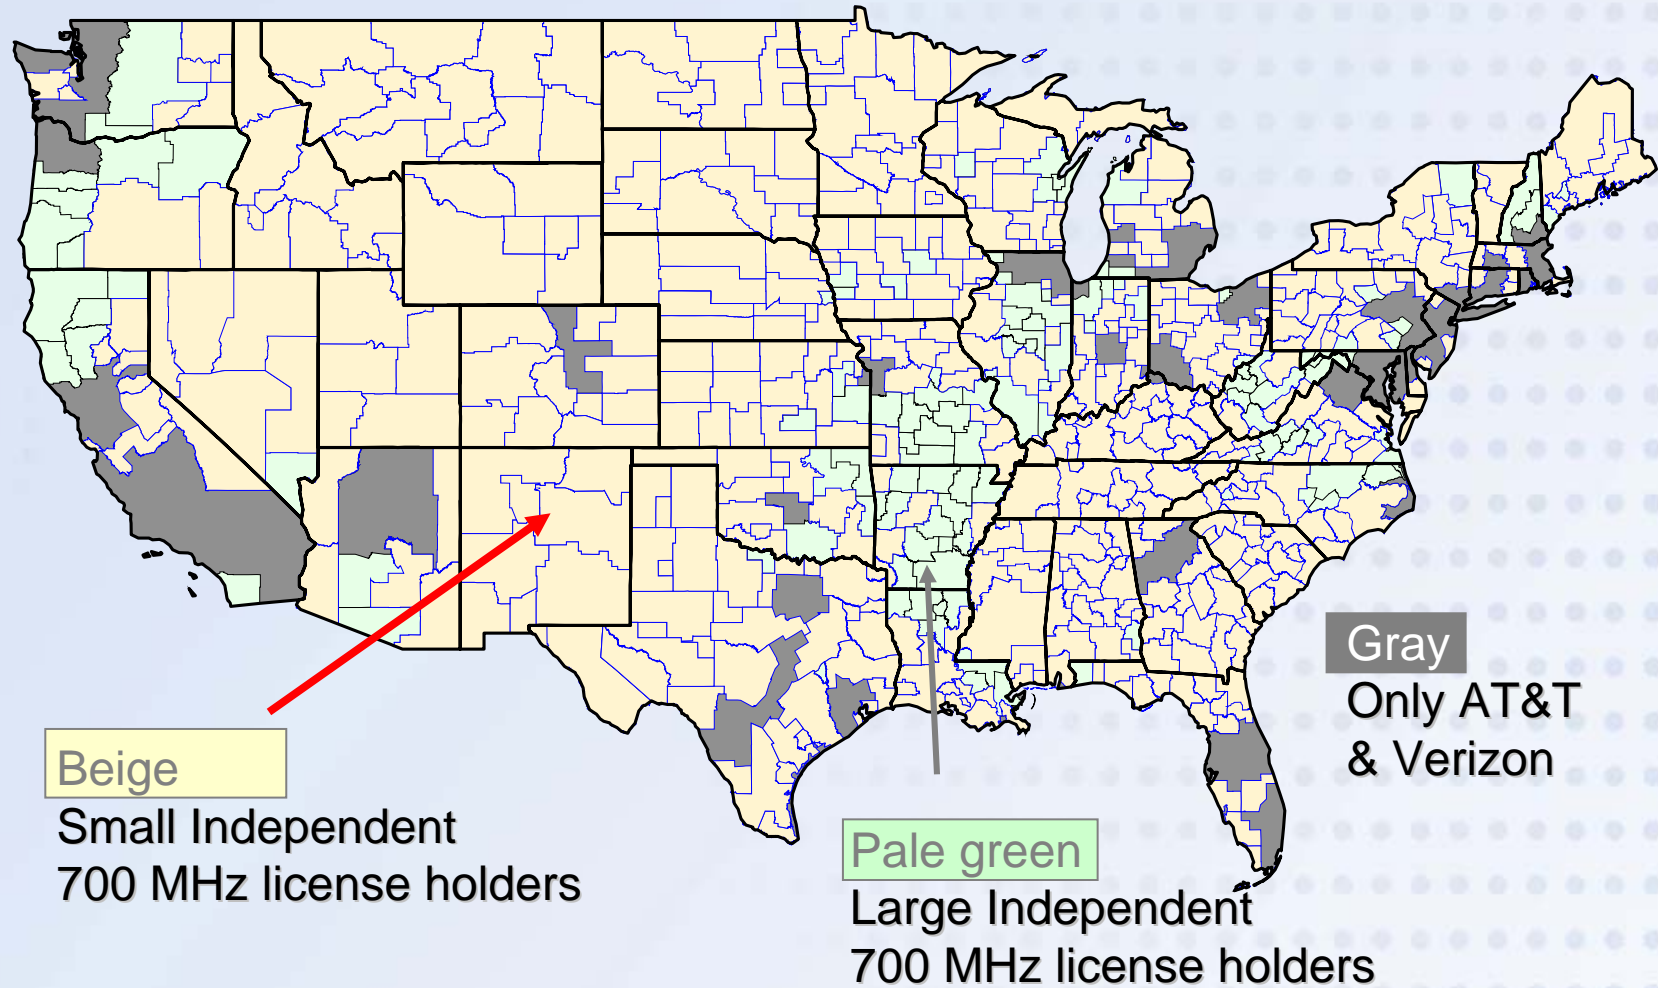 Beige
Small Independent
700 MHz license holders
Pale green
Large Independent
700 MHz license holders
Gray
Only AT&T
& Verizon